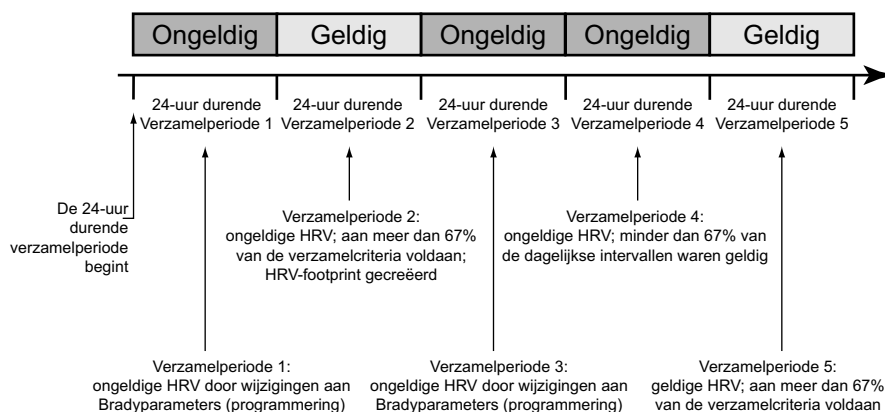 Ongeldig Geldig Ongeldig Ongeldig Geldig
24-uur durende
Verzamelperiode 1
24-uur durende
Verzamelperiode 2
24-uur durende
Verzamelperiode 3
24-uur durende
Verzamelperiode 4
24-uur durende
Verzamelperiode 5
De 24-uur
durende
verzamelperiode
begint
Verzamelperiode 2:
ongeldige HRV; aan meer dan 67%
van de verzamelcriteria voldaan;
HRV-footprint gecreëerd
Verzamelperiode 4:
ongeldige HRV; minder dan 67% van
de dagelijkse intervallen waren geldig
Verzamelperiode 1:
ongeldige HRV door wijzigingen aan
Bradyparameters (programmering)
Verzamelperiode 3:
ongeldige HRV door wijzigingen aan
Bradyparameters (programmering)
Verzamelperiode 5:
geldige HRV; aan meer dan 67%
van de verzamelcriteria voldaan